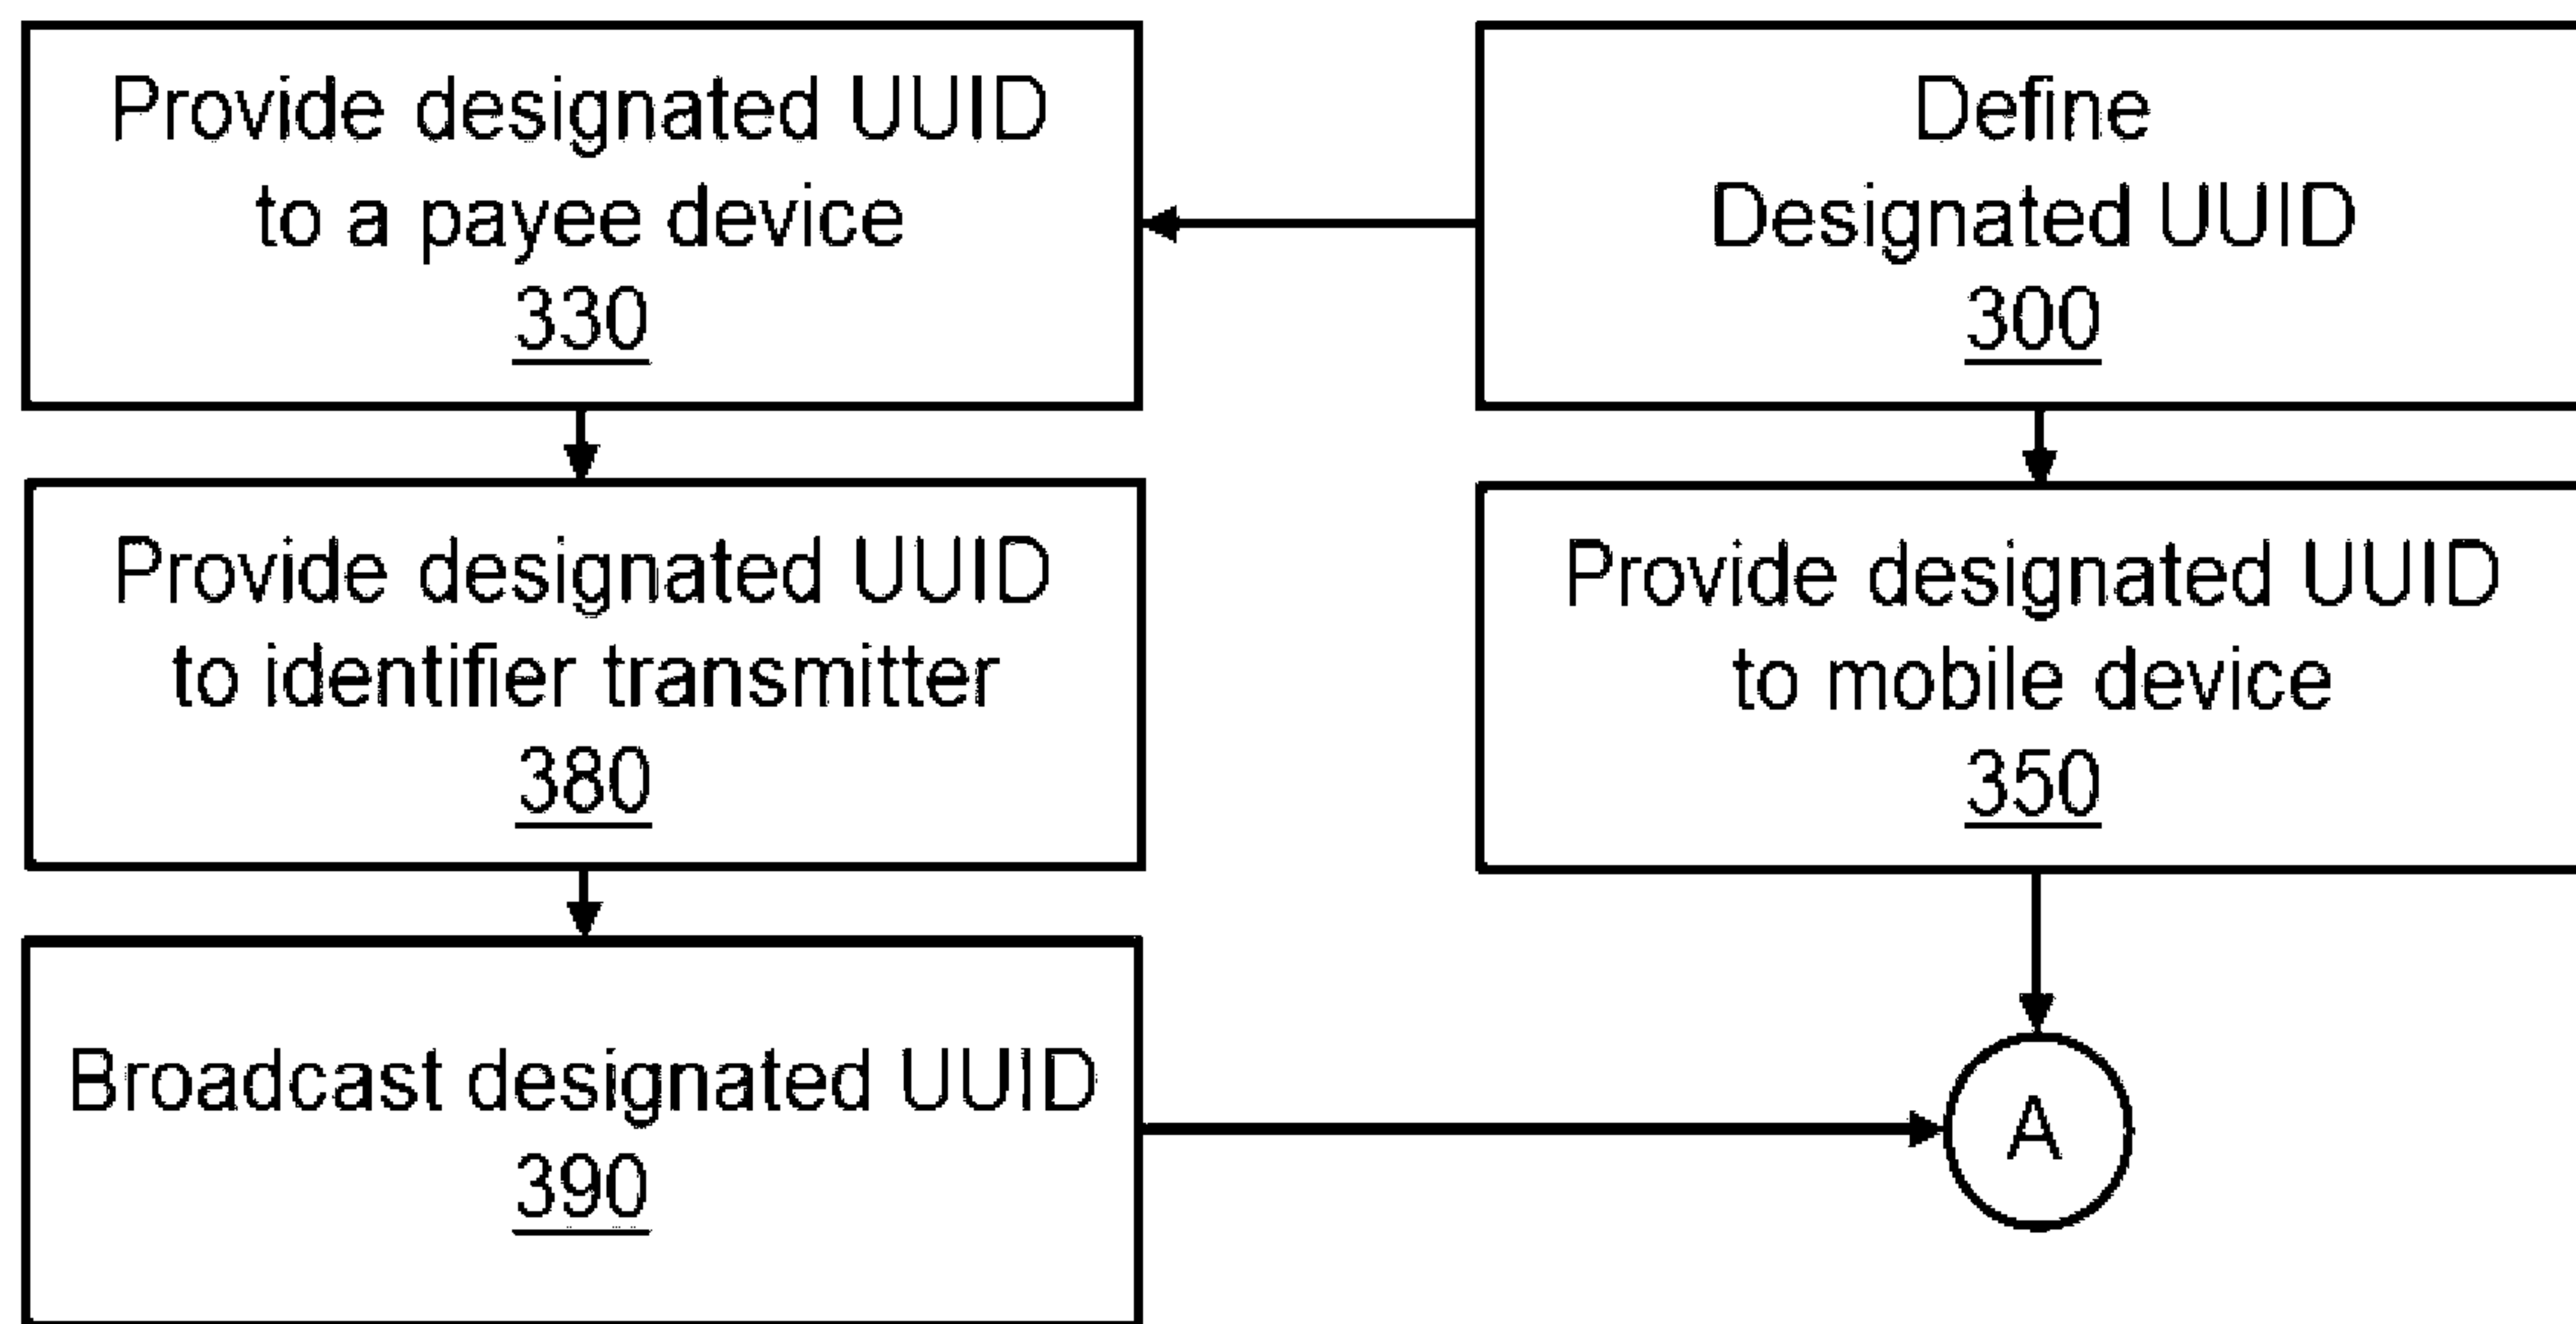 Provide designated UUID
to a payee device
330
Define
Designated UUID
300
Provide designated UUID
to identifier transmitter
380
Provide designated UUID
to mobile device
350
Broadcast designated UUID
390
A